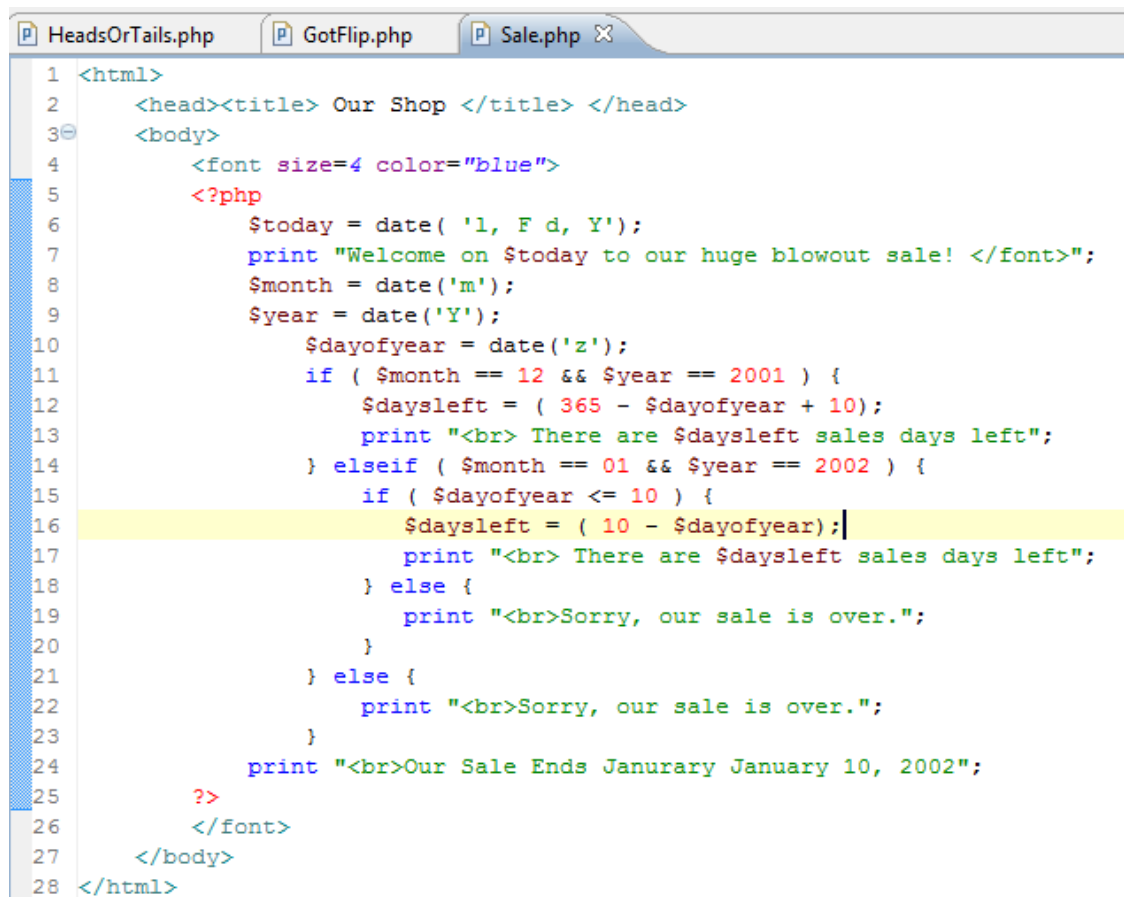 HeadsOrTails.php GotFlip.php Sale.php
1 <html>
2     <head><title> Our Shop </title> </head>
3     <body>
4         <font size=4 color="blue">
5         <?php
6             $today = date( 'l, F d, Y');
7             print "Welcome on $today to our huge blowout sale! </font>";
8             $month = date('m');
9             $year = date('Y');
10                $dayofyear = date('z');
11                if ( $month == 12 && $year == 2001 ) {
12                    $daysleft = ( 365 - $dayofyear + 10);
13                    print "<br> There are $daysleft sales days left";
14                } elseif ( $month == 01 && $year == 2002 ) {
15                    if ( $dayofyear <= 10 ) {
16                       $daysleft = ( 10 - $dayofyear);
17                       print "<br> There are $daysleft sales days left";
18                    } else {
19                       print "<br>Sorry, our sale is over.";
20                    }
21                } else {
22                    print "<br>Sorry, our sale is over.";
23                }
24            print "<br>Our Sale Ends Janurary January 10, 2002";
25        ?>
26        </font>
27    </body>
28 </html>